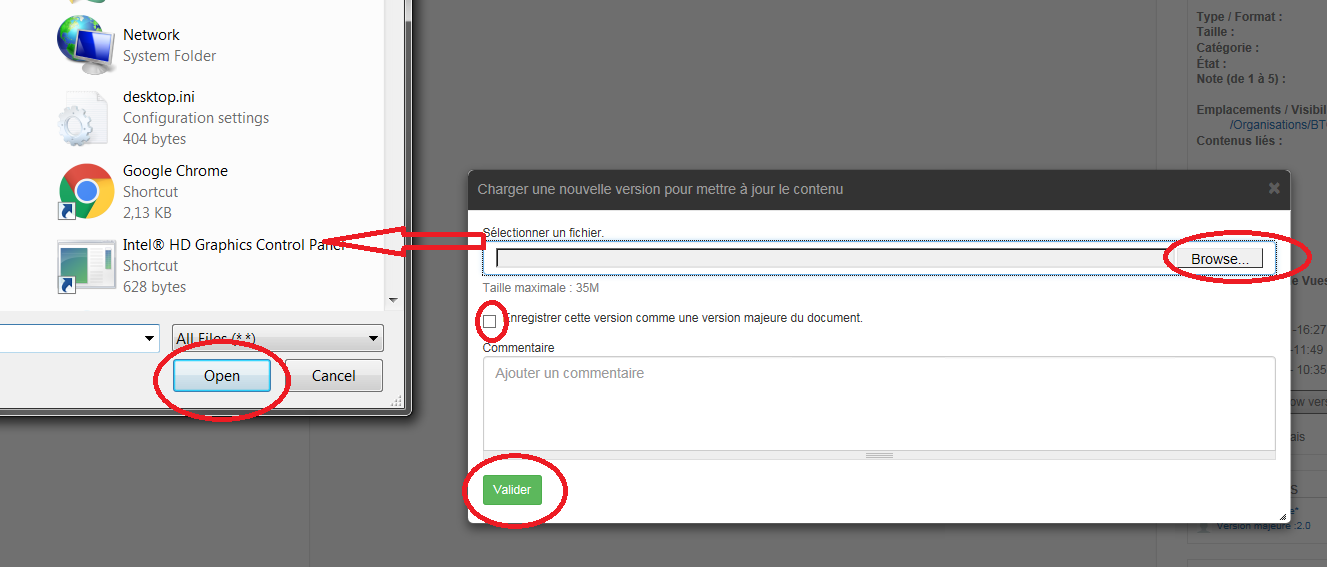 Network
System Folder
desktop.ini
Configuration settings
404 bytes
Google Chrome
Shortcut
2,13 KB
Intel® HD Graphics Control Panel
Shortcut
628 bytes
All Files (*.*)
Open
Cancel
Charger une nouvelle version pour mettre à jour le contenu
Sélectionner un fichier.
Browse...
Taille maximale : 35M
Enregistrer cette version comme une version majeure du document.
Commentaire
Ajouter un commentaire
Valider
Type / Format :
Taille :
Catégorie :
État :
Note (de 1 à 5) :
Emplacements / Visibil
/Organisations/BT
Contenus liés :
e Vues
-16:27
-11:49
- 10:35
ow vers
ais
S
Version majeure :2.0